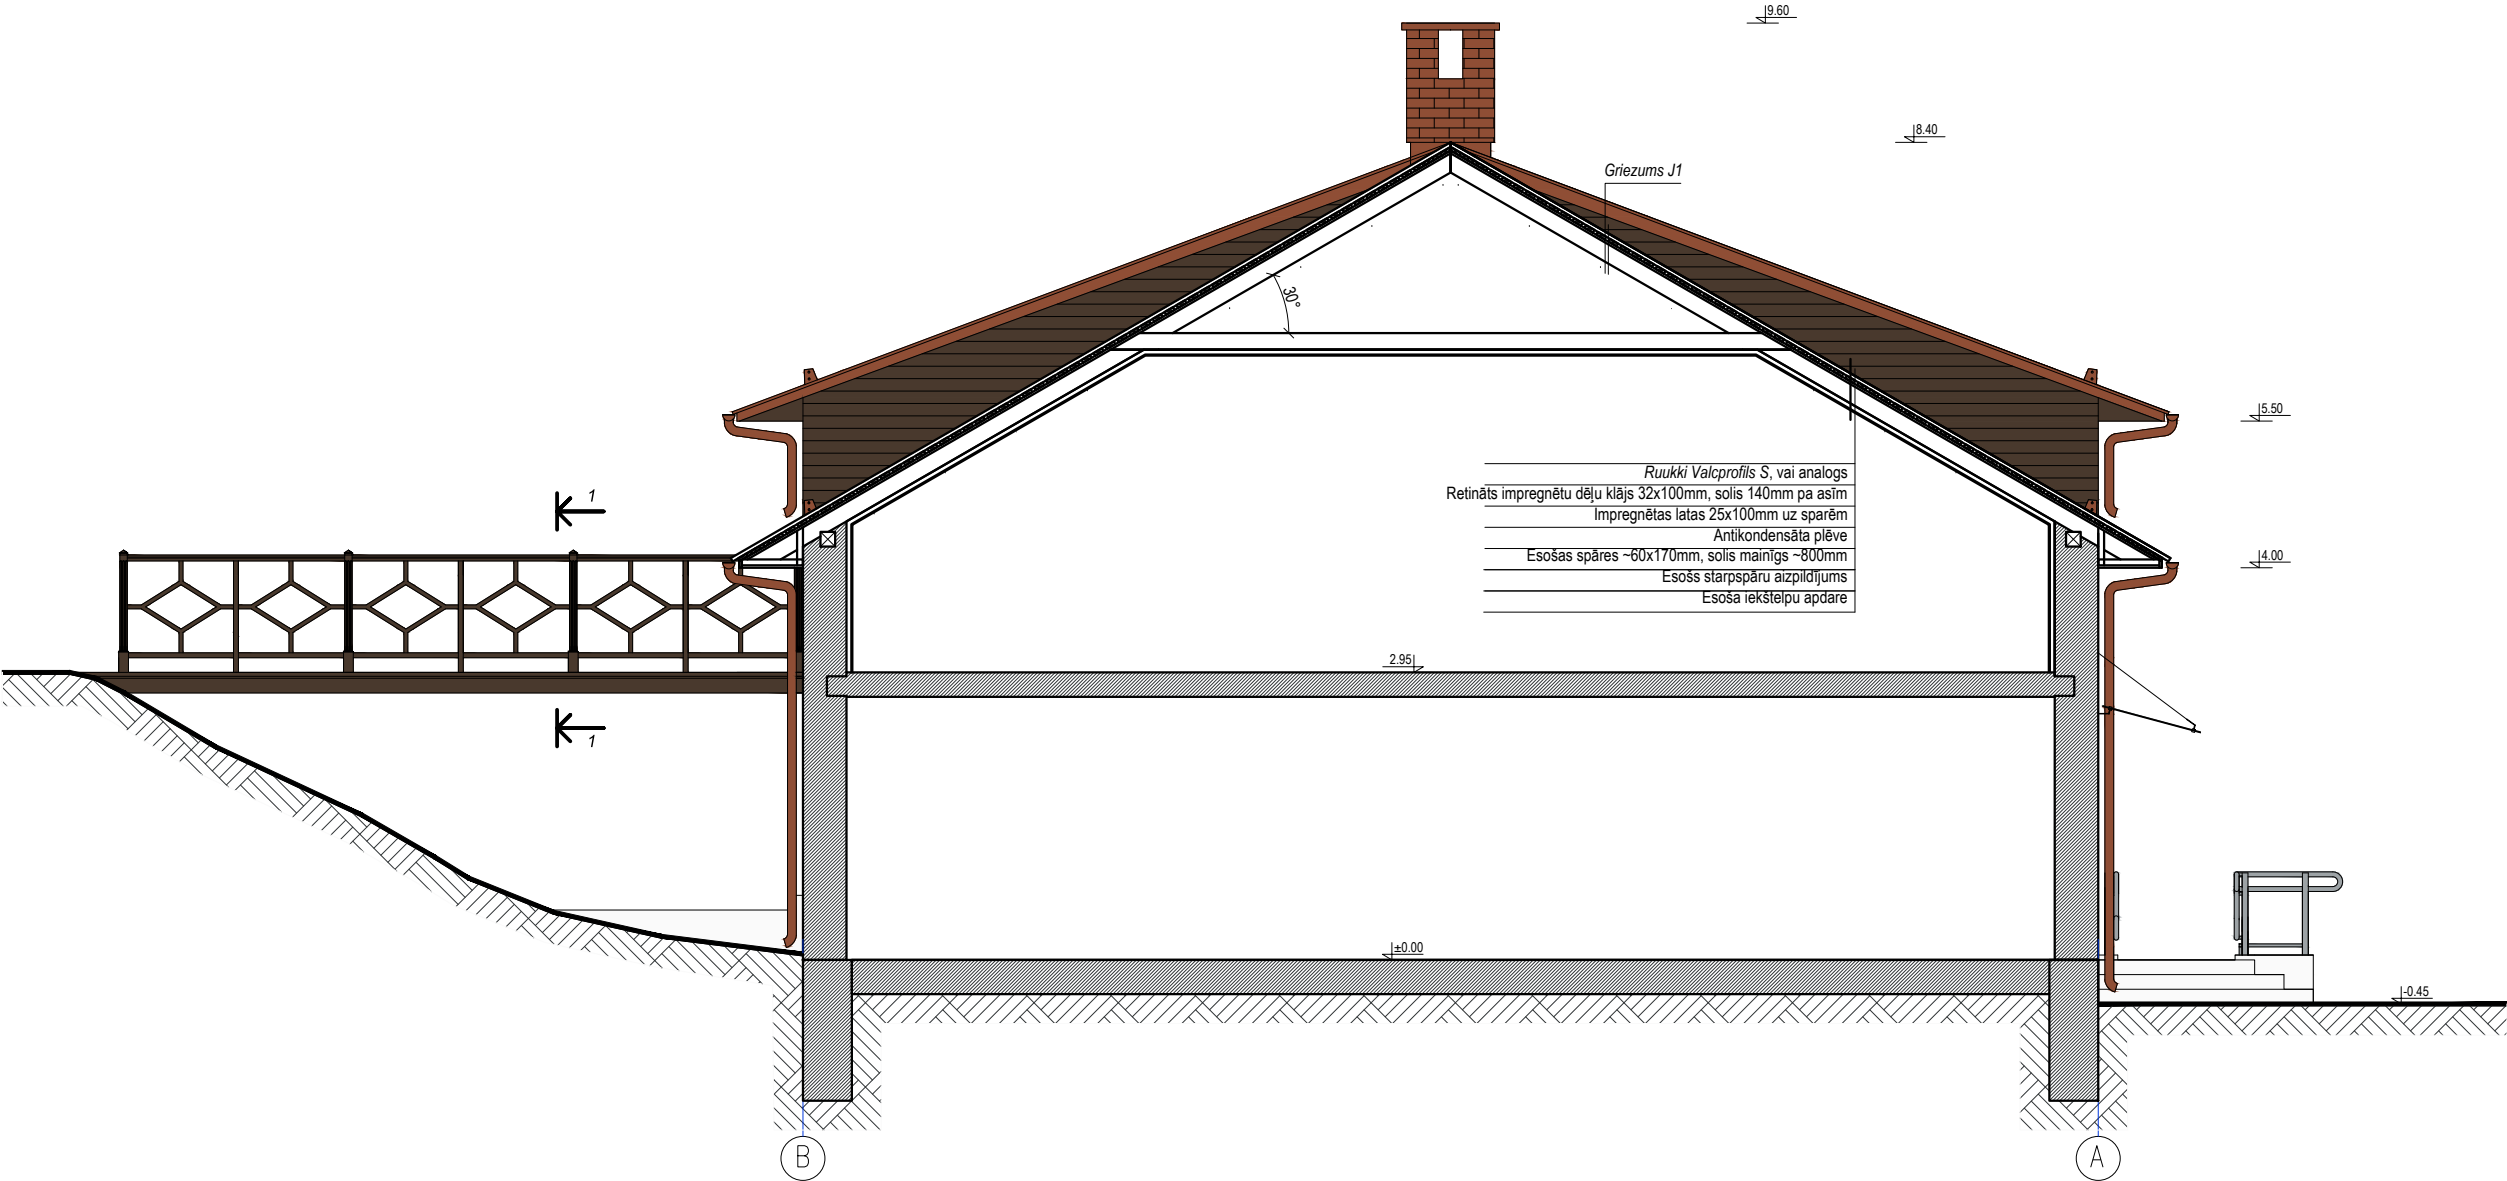 9.60
8.40
Griezums J1
30°
5.50
Ruukki Valcprofils S, vai analogs
Retināts impregnētu dēļu klājs 32x100mm, solis 140mm pa asīm
Impregnētas latas 25x100mm uz sparēm
Antikondensāta plēve
Esošas spāres ~60x170mm, solis mainīgs ~800mm
Esošs starpspāru aizpildījums
Esoša iekštelpu apdare
1
4.00
2.95
1
±0.00
-0.45
B
A